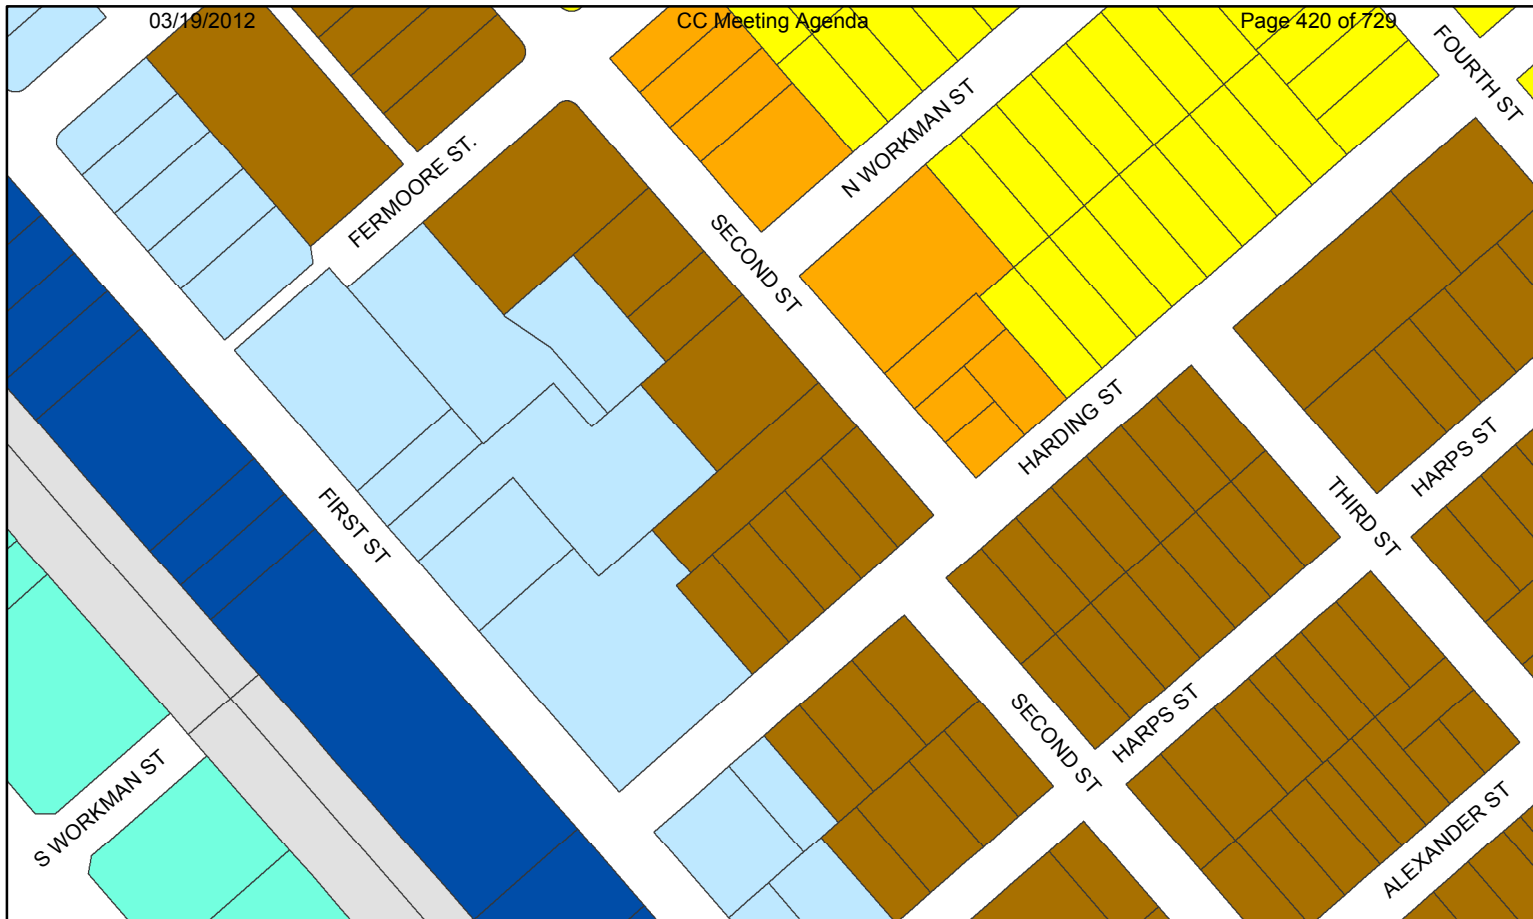 03/19/2012
CC Meeting Agenda
Page 420 of 729
FOURTH ST
N WORKMAN ST
FERMOORE ST.
SECOND ST
HARDING ST
HARPS ST
THIRD ST
FIRST ST
SECOND ST
HARPS ST
S WORKMAN ST
ALEXANDER ST